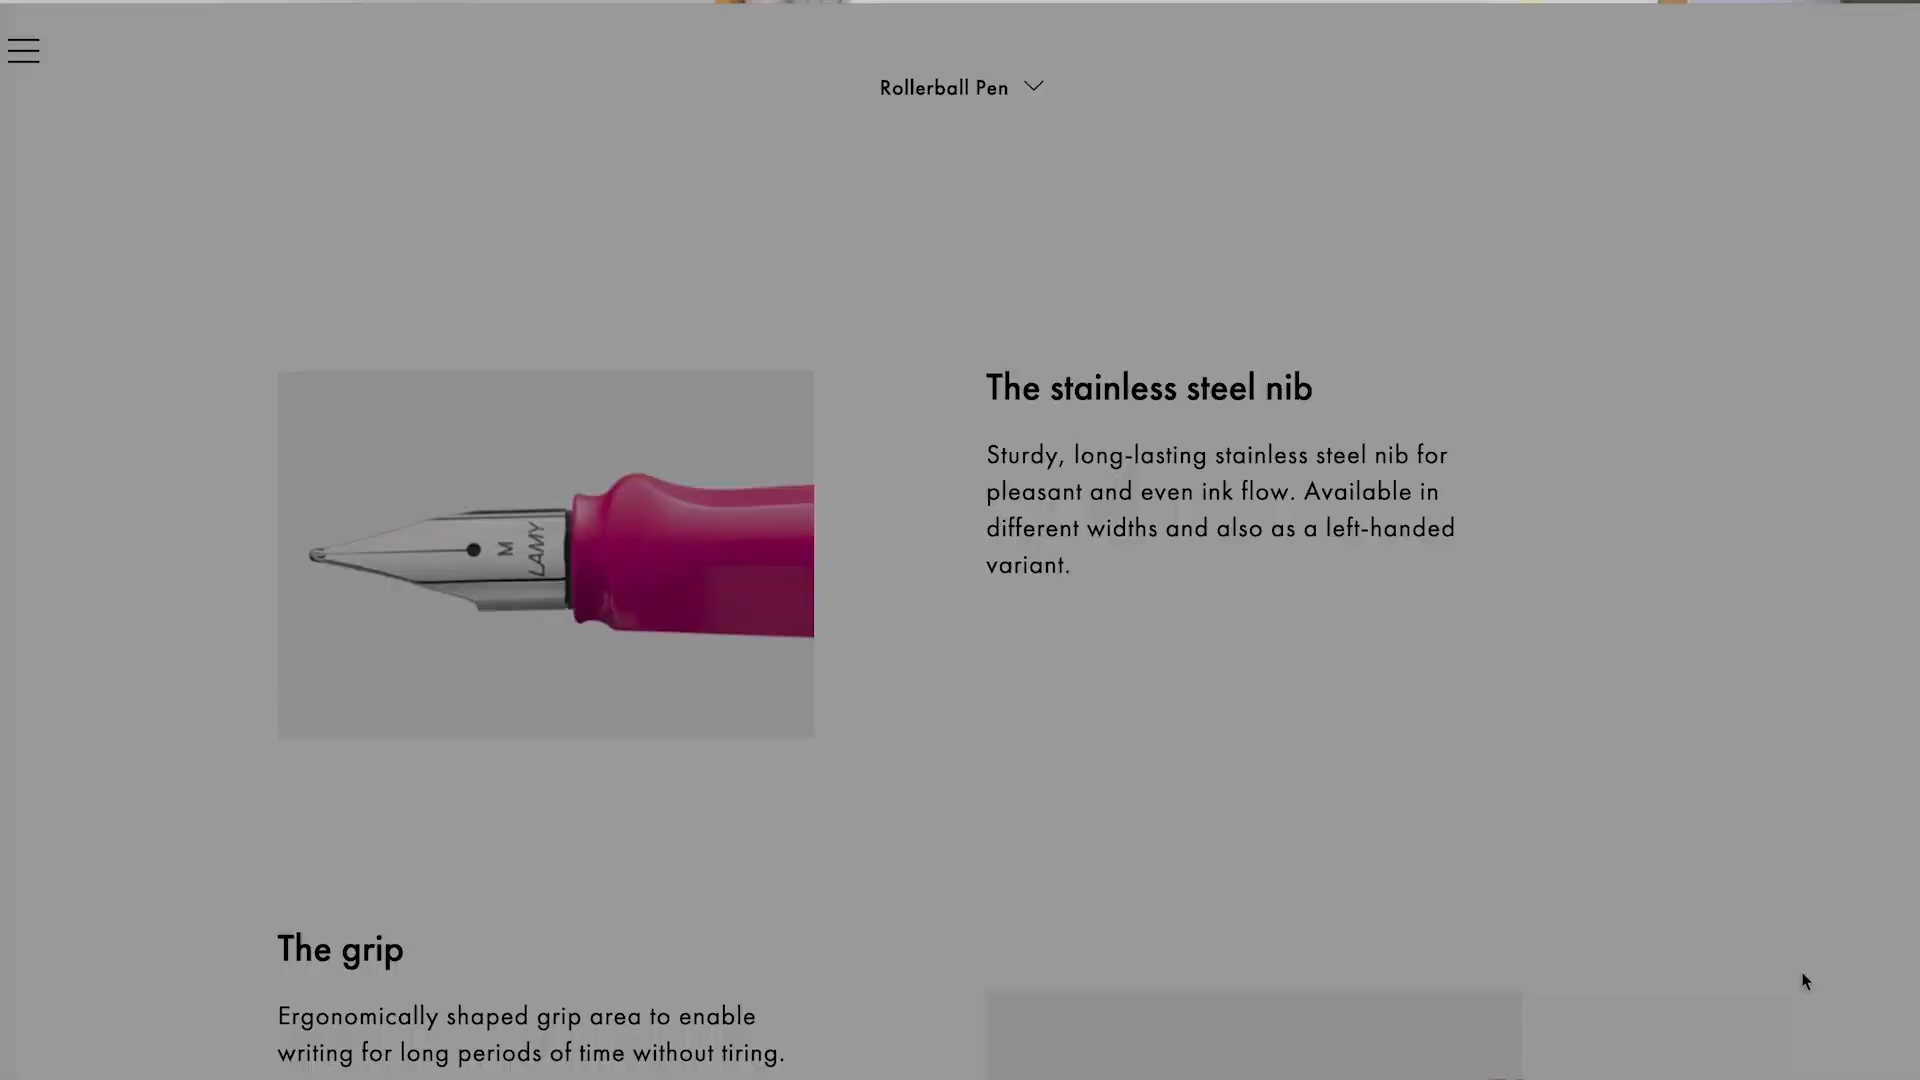 Rollerball Pen
M
LAMY
The stainless steel nib
Sturdy, long-lasting stainless steel nib for
pleasant and even ink flow. Available in
different widths and also as a left-handed
variant.
The grip
Ergonomically shaped grip area to enable
writing for long periods of time without tiring.